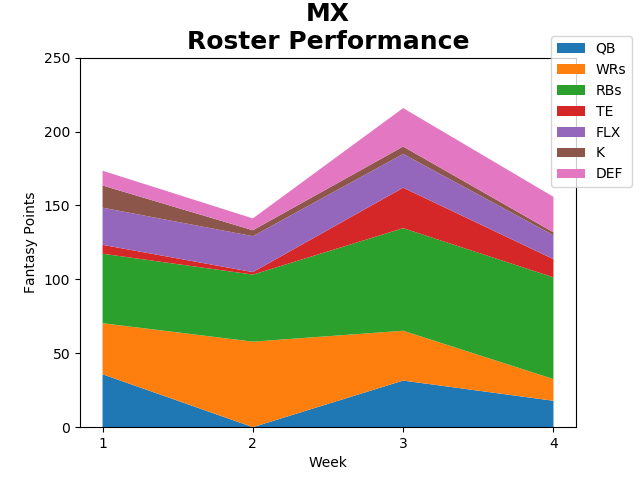 MX
Roster Performance
QB
WRs
RBs
TE
FLX
K
DEF
Fantasy Points
250
200
150
100
50
0
1 2 3 4
Week